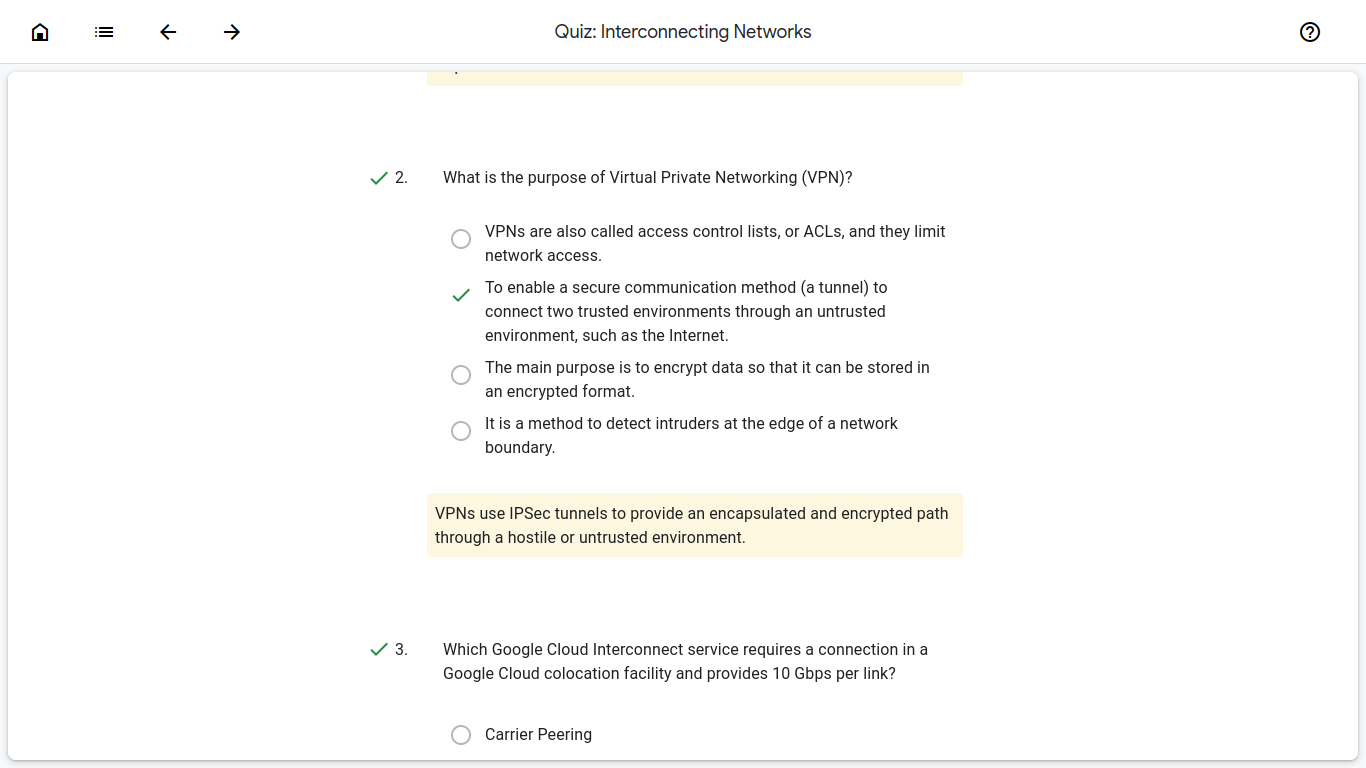 Quiz: Interconnecting Networks
2. What is the purpose of Virtual Private Networking (VPN)?
VPNs are also called access control lists, or ACLs, and they limit
network access.
To enable a secure communication method (a tunnel) to
connect two trusted environments through an untrusted
environment, such as the Internet.
The main purpose is to encrypt data so that it can be stored in
an encrypted format.
It is a method to detect intruders at the edge of a network
boundary.
VPNs use IPSec tunnels to provide an encapsulated and encrypted path
through a hostile or untrusted environment.
3. Which Google Cloud Interconnect service requires a connection in a
Google Cloud colocation facility and provides 10 Gbps per link?
Carrier Peering